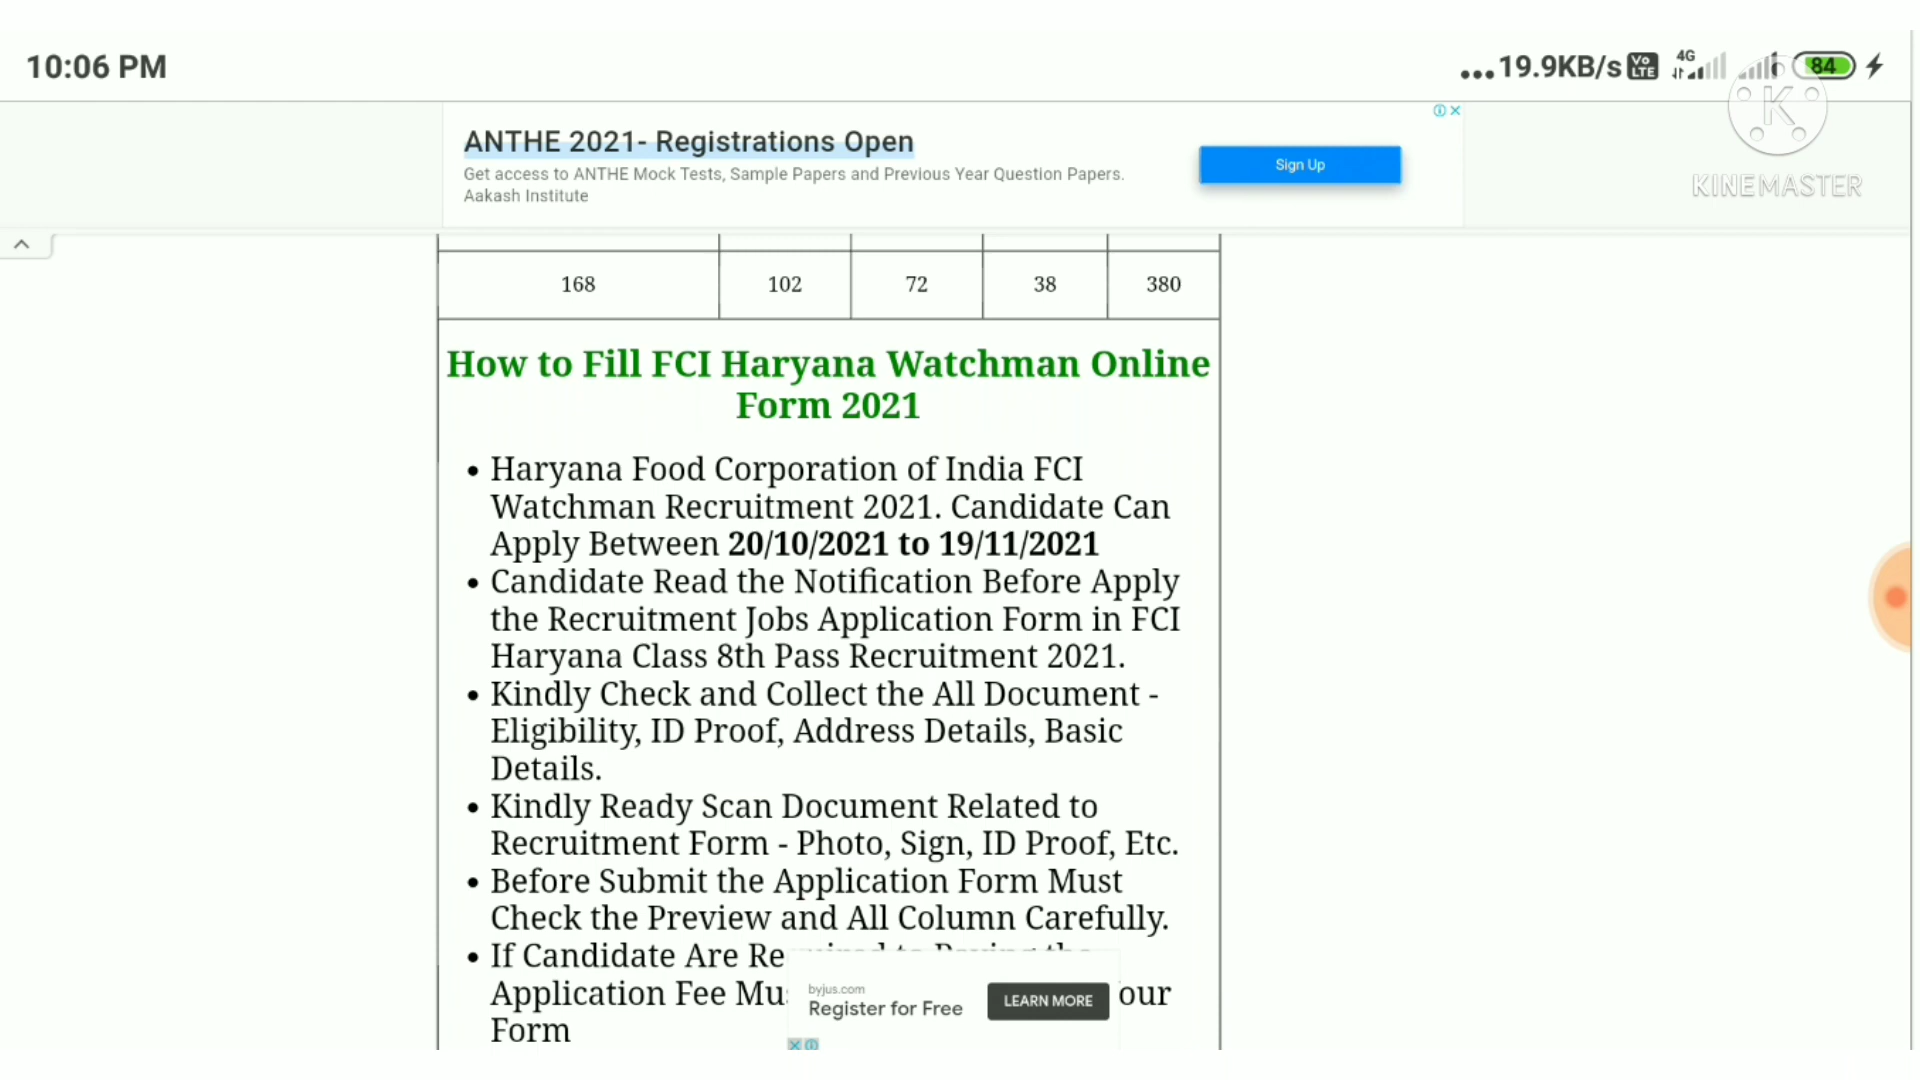 10:06 PM
...19.9KB/s Vo LTE 4G 84
ANTHE 2021- Registrations Open
Get access to ANTHE Mock Tests, Sample Papers and Previous Year Question Papers.
Aakash Institute
Sign Up
K
KINEMASTER
168 102 72 38 380
How to Fill FCI Haryana Watchman Online
Form 2021
• Haryana Food Corporation of India FCI
Watchman Recruitment 2021. Candidate Can
Apply Between 20/10/2021 to 19/11/2021
• Candidate Read the Notification Before Apply
the Recruitment Jobs Application Form in FCI
Haryana Class 8th Pass Recruitment 2021.
• Kindly Check and Collect the All Document -
Eligibility, ID Proof, Address Details, Basic
Details.
• Kindly Ready Scan Document Related to
Recruitment Form - Photo, Sign, ID Proof, Etc.
• Before Submit the Application Form Must
Check the Preview and All Column Carefully.
• If Candidate Are Required to Paying the
Application Fee
Form
byjus.com
Register for Free
LEARN MORE